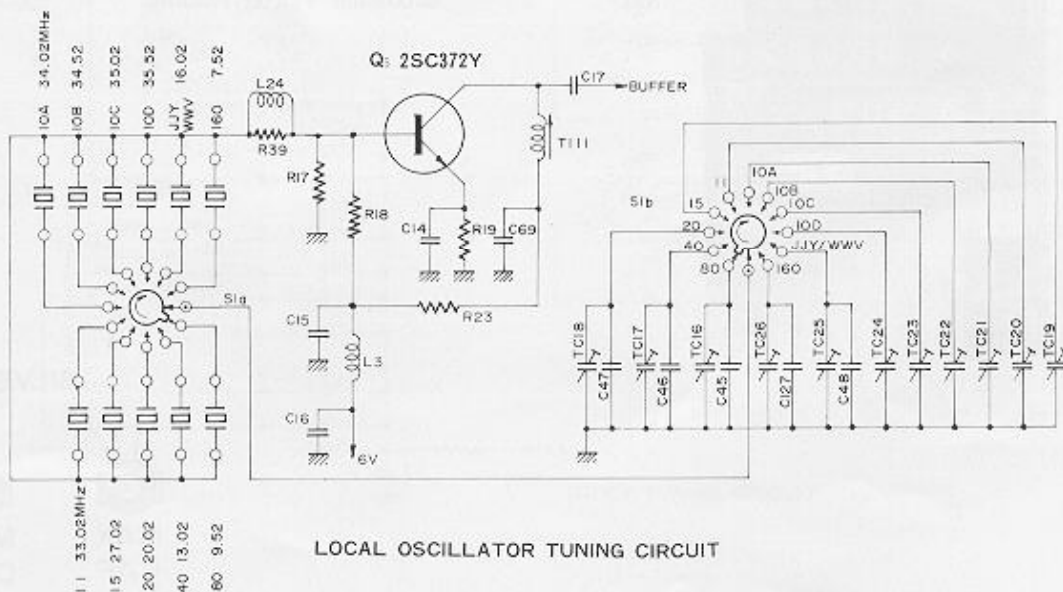 10A 34.02MHz
10B 34.52
10C 35.02
10D 35.52
JJY WWV 16.02
160 7.52
L24
R39
Q₅ 2SC372Y
C17
BUFFER
T111
R17
R18
C14
R19
C69
R23
C15
L3
C16
6V
S1a
S1b
10A
11
10B
15
10C
20
10D
40
JJY/WWV
80
160
TC18
C47
TC17
C46
TC16
C45
TC26
C127
TC25
C48
TC24
TC23
TC22
TC21
TC20
TC19
11 33.02MHz
15 27.02
20 20.02
40 13.02
80 9.52
LOCAL OSCILLATOR TUNING CIRCUIT